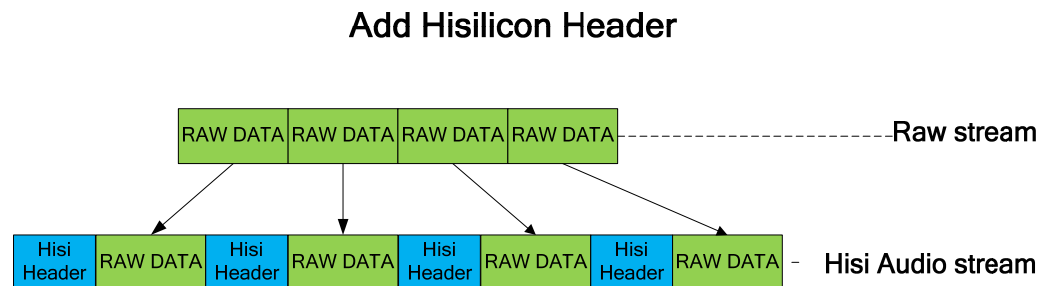 Add Hisilicon Header
RAW DATA RAW DATA RAW DATA RAW DATA Raw stream
Hisi Header RAW DATA Hisi Header RAW DATA Hisi Header RAW DATA Hisi Header RAW DATA Hisi Audio stream